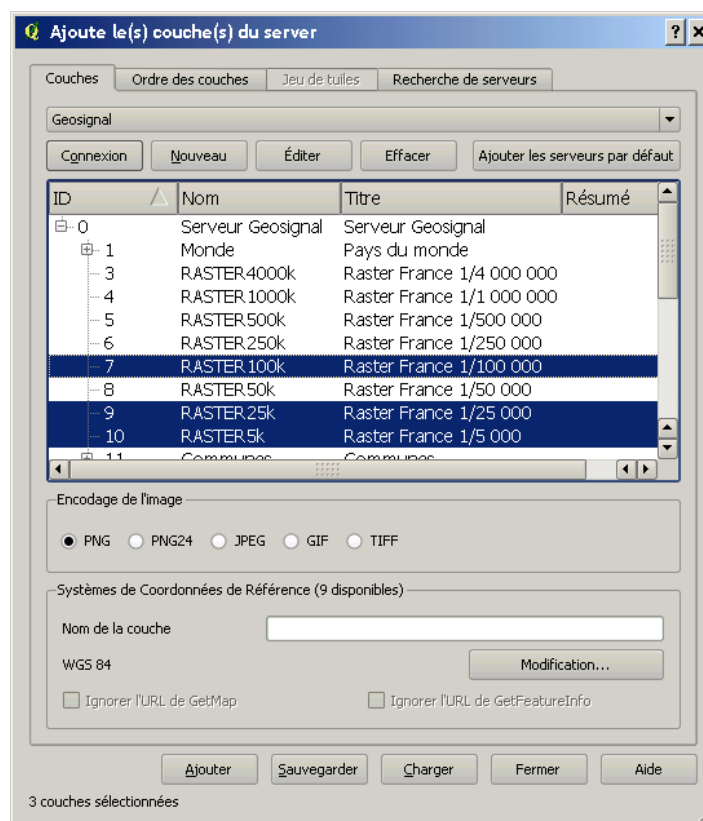 Ajoute le(s) couche(s) du server
Couches Ordre des couches Jeu de tuiles Recherche de serveurs
Geosignal
Connexion Nouveau Éditer Effacer Ajouter les serveurs par défaut
ID Nom Titre Résumé
0 Serveur Geosignal Serveur Geosignal
1 Monde Pays du monde
3 RASTER4000k Raster France 1/4 000 000
4 RASTER1000k Raster France 1/1 000 000
5 RASTER500k Raster France 1/500 000
6 RASTER250k Raster France 1/250 000
7 RASTER100k Raster France 1/100 000
8 RASTER50k Raster France 1/50 000
9 RASTER25k Raster France 1/25 000
10 RASTER5k Raster France 1/5 000
11 Communes Communes
Encodage de l'image
PNG PNG24 JPEG GIF TIFF
Systèmes de Coordonnées de Référence (9 disponibles)
Nom de la couche
WGS 84 Modification...
Ignorer l'URL de GetMap Ignorer l'URL de GetFeatureInfo
Ajouter Sauvegarder Charger Fermer Aide
3 couches sélectionnées